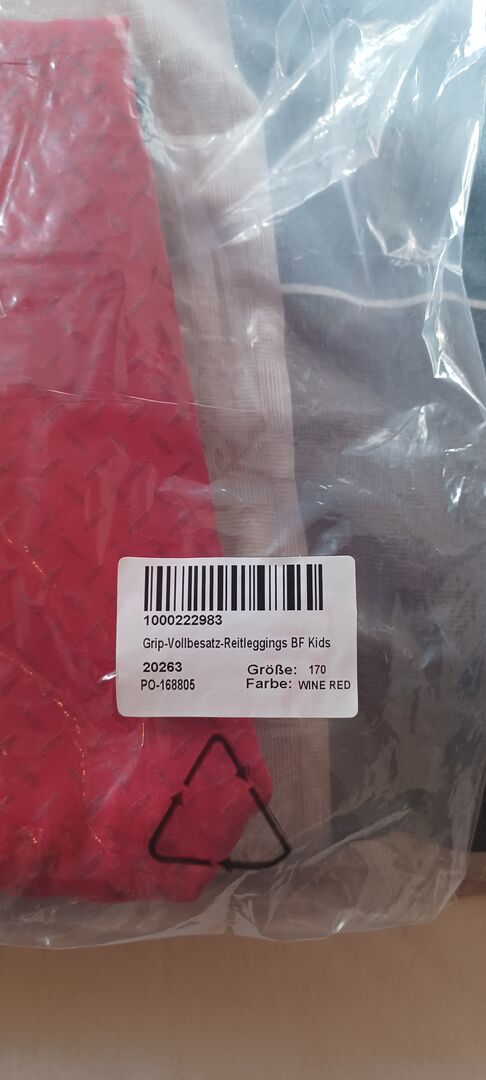 1000222983
Grip-Vollbesatz-Reitleggings BF Kids
20263 Größe: 170
PO-168805 Farbe: WINE RED